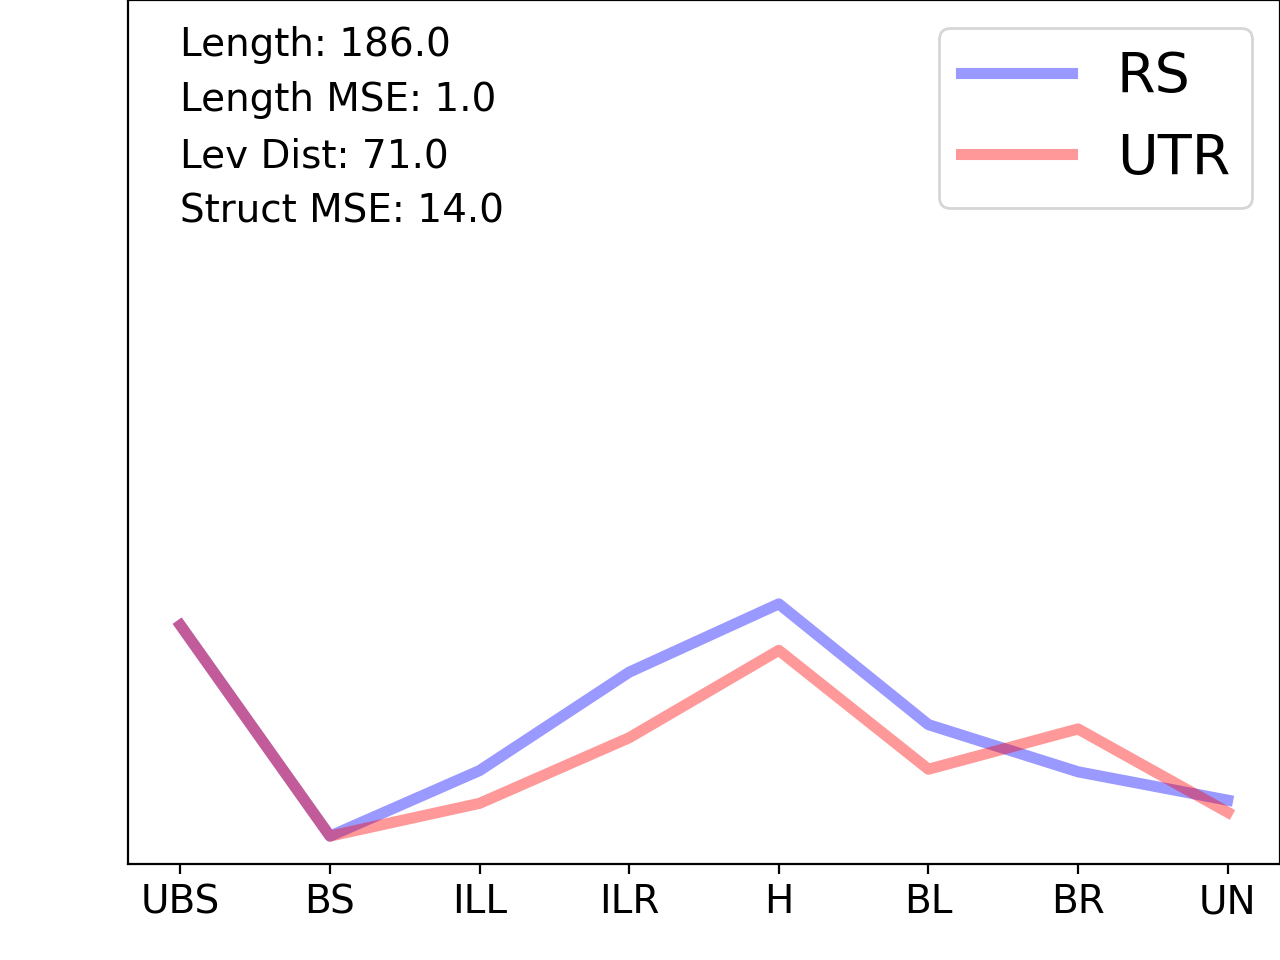 Length: 186.0
Length MSE: 1.0
Lev Dist: 71.0
Struct MSE: 14.0
RS
UTR
UBS BS ILL ILR H BL BR UN